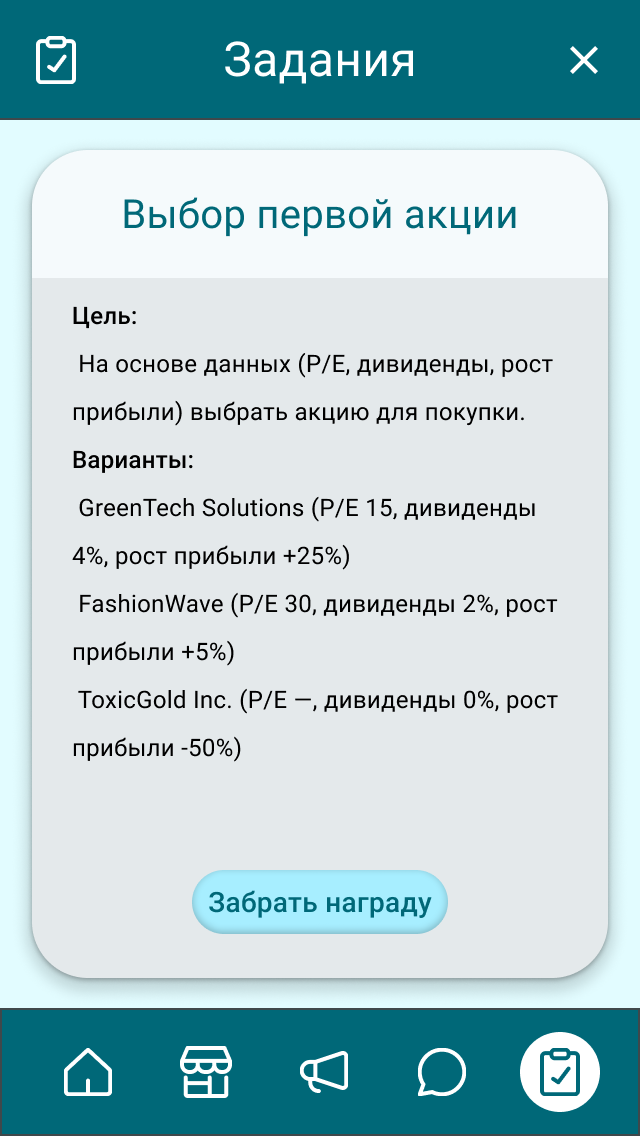 Задания
Выбор первой акции
Цель:
На основе данных (P/E, дивиденды, рост
прибыли) выбрать акцию для покупки.
Варианты:
GreenTech Solutions (P/E 15, дивиденды
4%, рост прибыли +25%)
FashionWave (P/E 30, дивиденды 2%, рост
прибыли +5%)
ToxicGold Inc. (P/E —, дивиденды 0%, рост
прибыли -50%)
Забрать награду